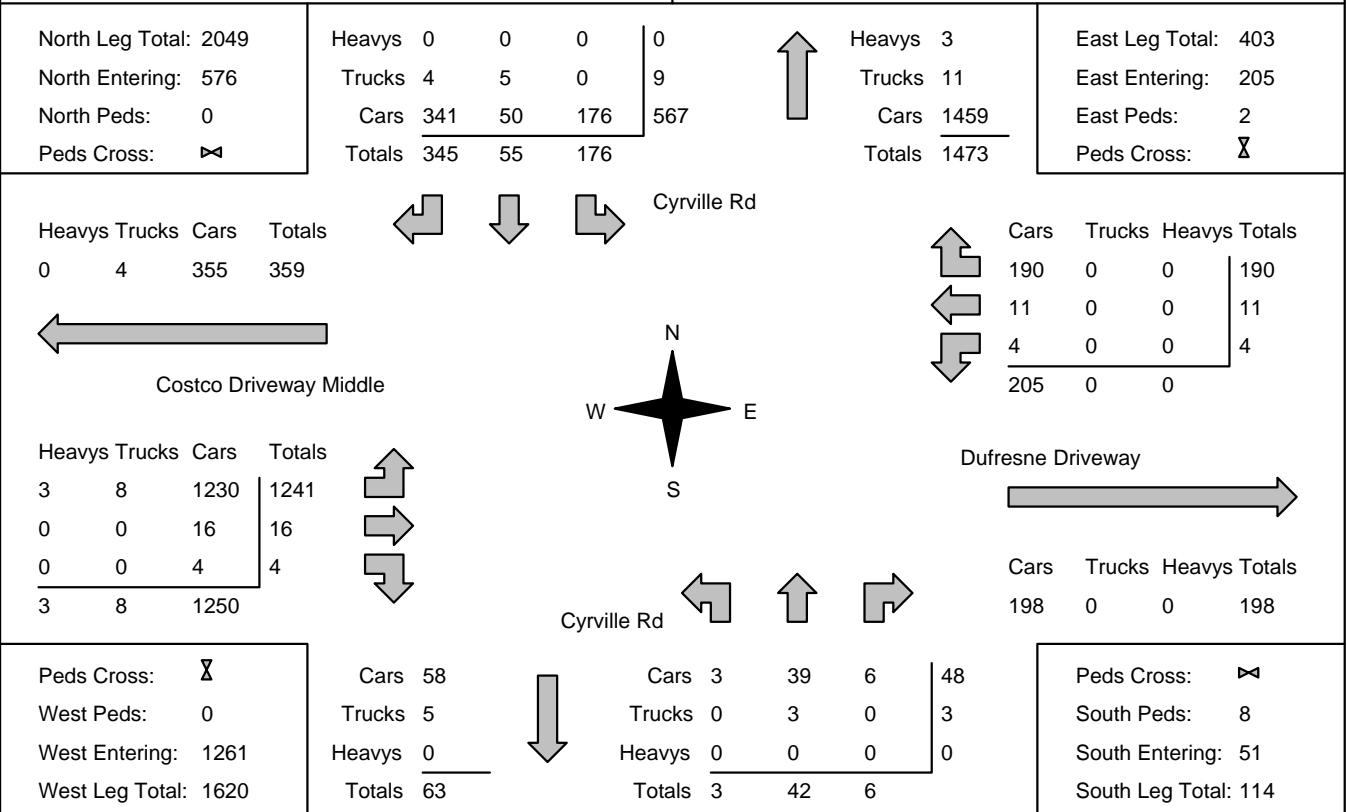 North Leg Total: 2049
North Entering: 576
North Peds: 0
Peds Cross:
Heavys 0 0 0 0
Trucks 4 5 0 9
Cars 341 50 176 567
Totals 345 55 176
Heavys 3
Trucks 11
Cars 1459
Totals 1473
East Leg Total: 403
East Entering: 205
East Peds: 2
Peds Cross:
Cyrville Rd
Heavys Trucks Cars Totals
0 4 355 359
Cars Trucks Heavys Totals
190 0 0 190
11 0 0 11
4 0 0 4
205 0 0
Costco Driveway Middle
N
W E
S
Heavys Trucks Cars Totals
3 8 1230 1241
0 0 16 16
0 0 4 4
3 8 1250
Dufresne Driveway
Cars Trucks Heavys Totals
198 0 0 198
Cyrville Rd
Peds Cross:
West Peds: 0
West Entering: 1261
West Leg Total: 1620
Cars 58
Trucks 5
Heavys 0
Totals 63
Cars 3 39 6 48
Trucks 0 3 0 3
Heavys 0 0 0 0
Totals 3 42 6
Peds Cross:
South Peds: 8
South Entering: 51
South Leg Total: 114